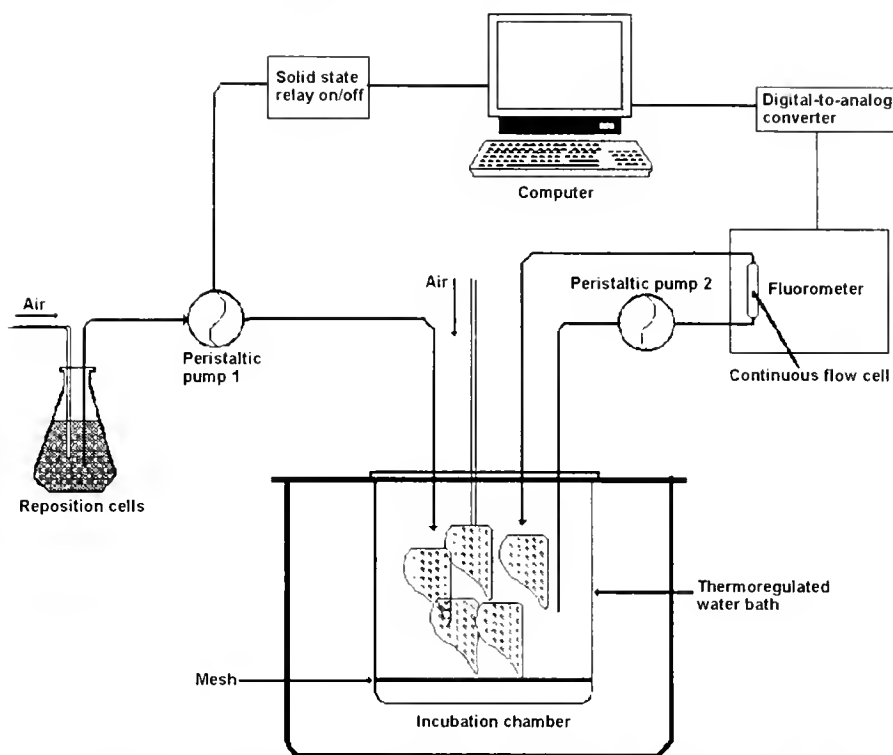 Solid state
relay on/off
Digital-to-analog
converter
Computer
Air
Air
Peristaltic pump 2
Fluorometer
Peristaltic
pump 1
Continuous flow cell
Reposition cells
Thermoregulated
water bath
Mesh
Incubation chamber